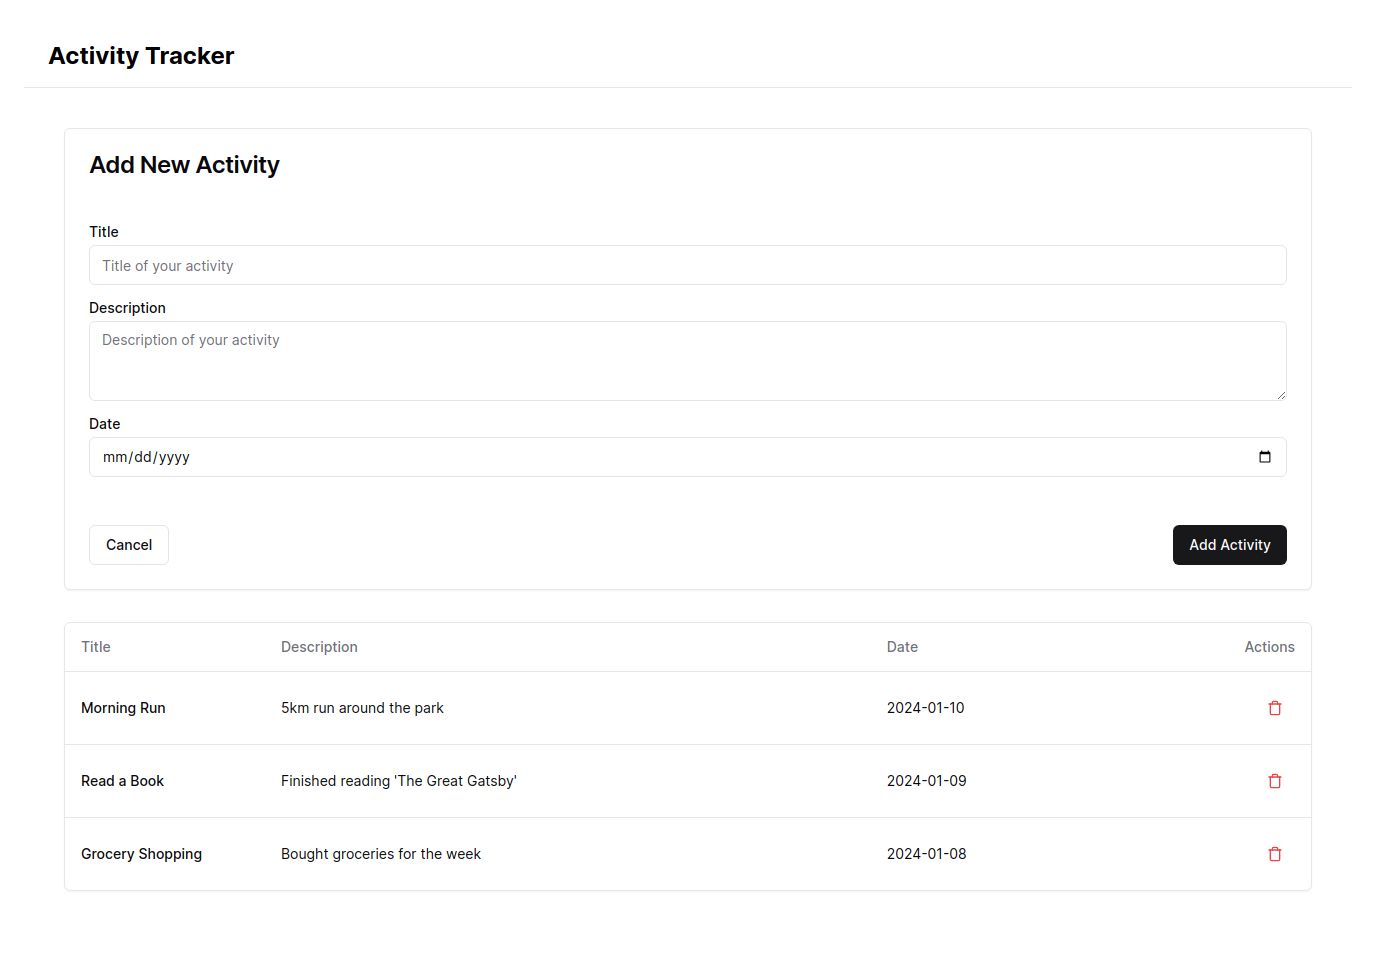 Activity Tracker
Add New Activity
Title
Title of your activity
Description
Description of your activity
Date
mm/dd/yyyy
Cancel Add Activity
Title Description Date Actions
Morning Run 5km run around the park 2024-01-10
Read a Book Finished reading 'The Great Gatsby' 2024-01-09
Grocery Shopping Bought groceries for the week 2024-01-08